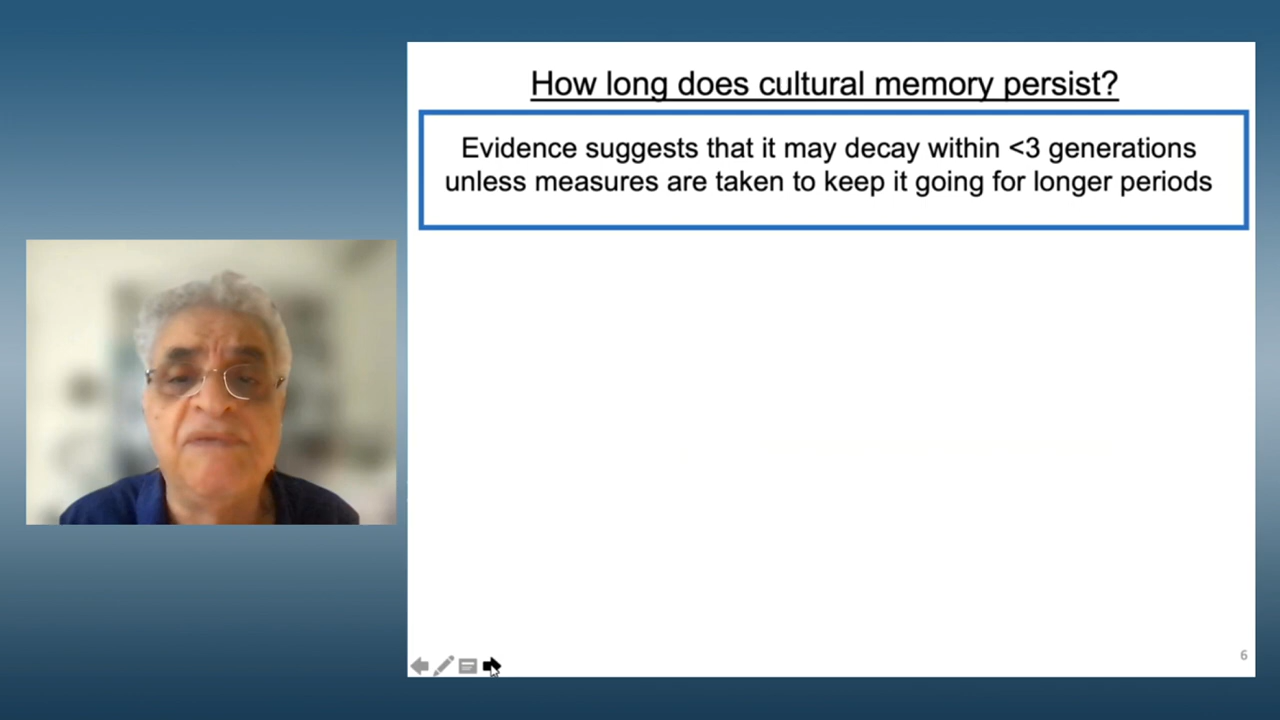 How long does cultural memory persist?
Evidence suggests that it may decay within <3 generations
unless measures are taken to keep it going for longer periods
6